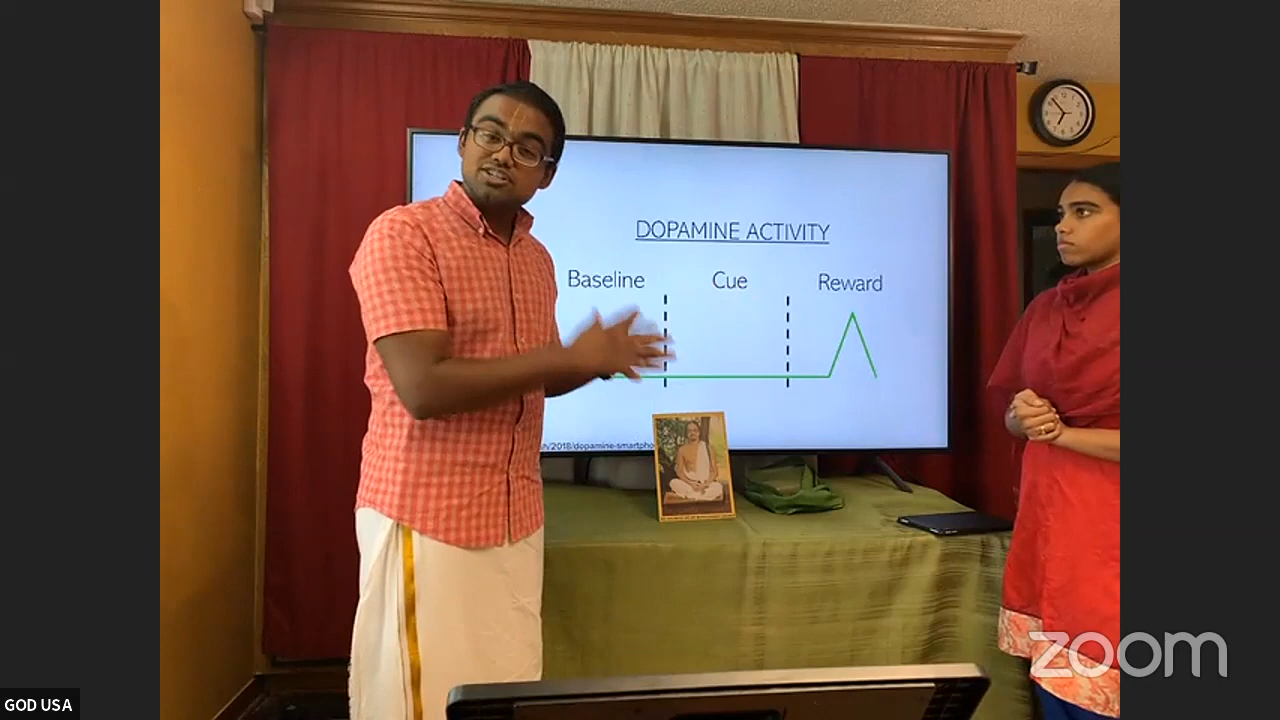 DOPAMINE ACTIVITY
Baseline Cue Reward
/2018/dopamine-smartpho
zoom
GOD USA